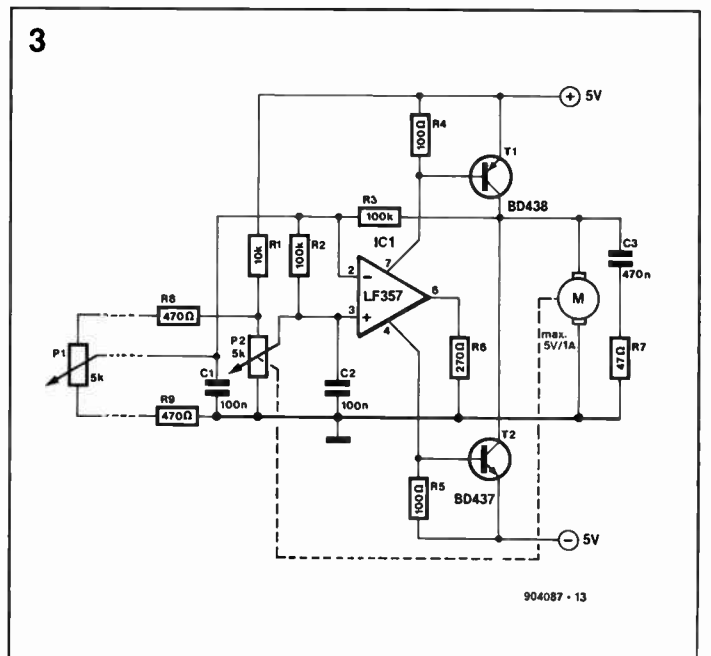 3
+ 5V
R4
100Ω
T1
BD438
R3
100k
IC1
R1
10k
R2
100k
C3
470n
2
7
LF357
6
3
4
R8
470Ω
P2
5k
M
P1
5k
max.
5V/1A
R6
270Ω
R7
47Ω
C1
100n
C2
100n
R9
470Ω
T2
R5
100Ω
BD437
− 5V
904087 - 13